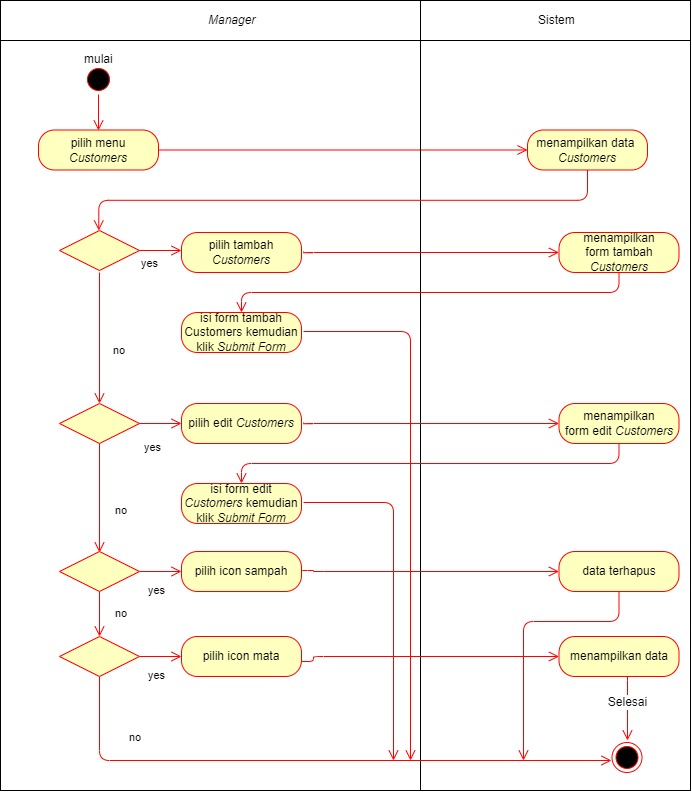 Manager
Sistem
mulai
pilih menu
Customers
menampilkan data
Customers
yes
pilih tambah
Customers
menampilkan
form tambah
Customers
isi form tambah
Customers kemudian
klik Submit Form
no
yes
pilih edit Customers
menampilkan
form edit Customers
isi form edit
Customers kemudian
klik Submit Form
no
yes
pilih icon sampah
data terhapus
no
yes
pilih icon mata
menampilkan data
Selesai
no